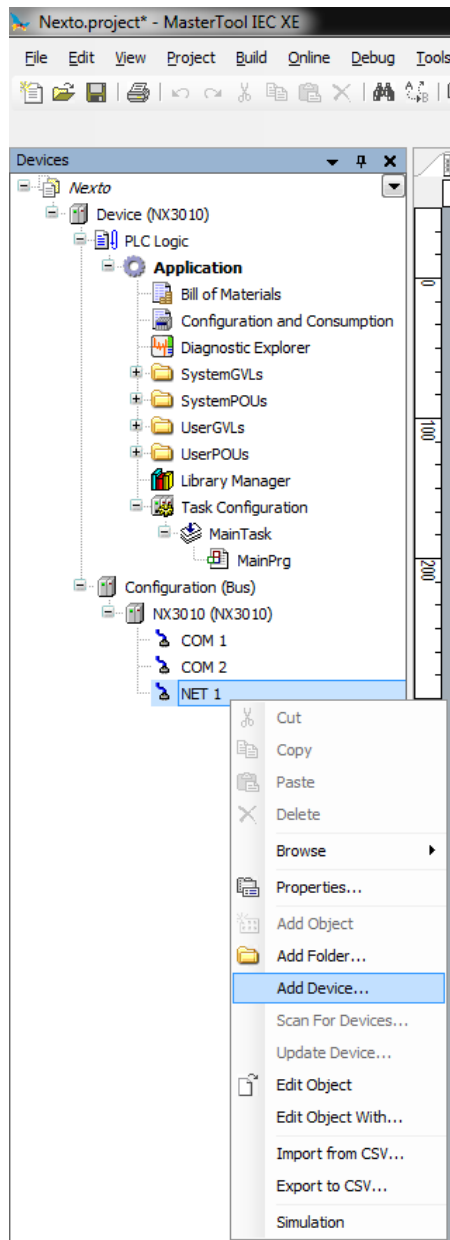 Nexto.project* - MasterTool IEC XE
File Edit View Project Build Online Debug Tools
Devices
Nexto
Device (NX3010)
PLC Logic
Application
Bill of Materials
Configuration and Consumption
Diagnostic Explorer
SystemGVLs
SystemPOUs
UserGVLs
UserPOUs
Library Manager
Task Configuration
MainTask
MainPrg
Configuration (Bus)
NX3010 (NX3010)
COM 1
COM 2
NET 1
0
100
200
Cut
Copy
Paste
Delete
Browse
Properties...
Add Object
Add Folder...
Add Device...
Scan For Devices...
Update Device...
Edit Object
Edit Object With...
Import from CSV...
Export to CSV...
Simulation